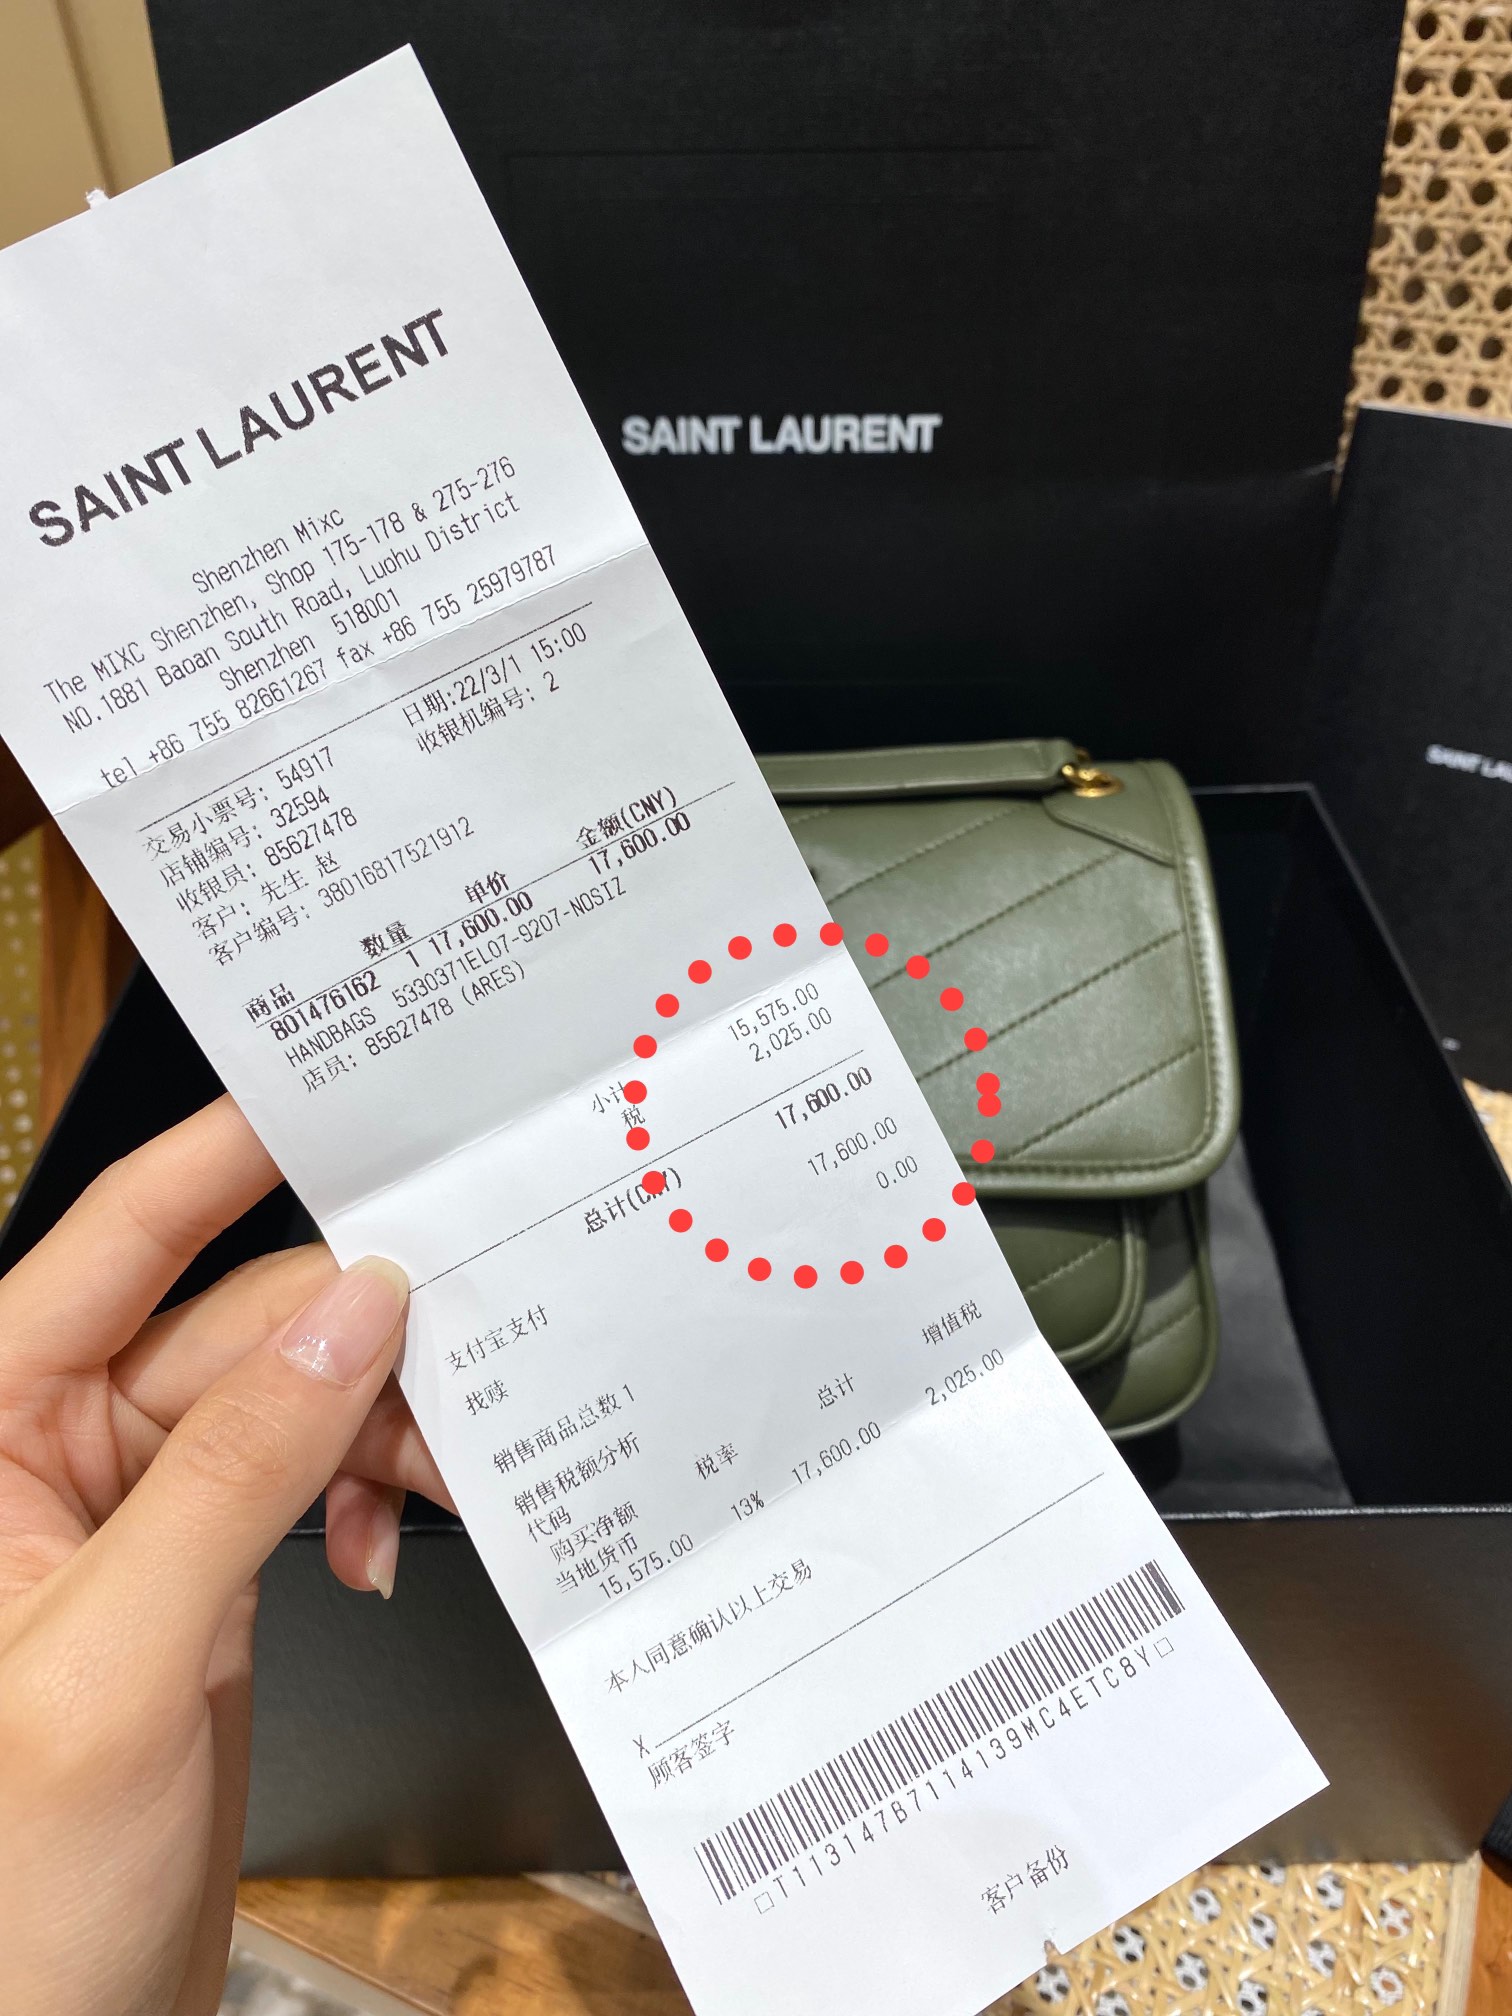 SAINT LAURENT
Shenzhen Mixc
The MIXC Shenzhen, Shop 175-178 & 275-276
NO.1881 Baoan South Road, Luohu District
Shenzhen 518001
tel +86 755 82661267 fax +86 755 25979787
交易小票号: 54917 日期:22/3/1 15:00
店铺编号: 32594 收银机编号: 2
收银员: 85627478
客户: 先生 赵
客户编号: 3801681752​1912
商品 数量 单价 金额(CNY)
801476162 1 17,600.00 17,600.00
HANDBAGS 5330371EL07-9207-NOSIZ
店员: 85627478 (ARES)
小计 15,575.00
税 2,025.00
总计(CNY) 17,600.00
支付宝支付 17,600.00
找赎 0.00
销售商品总数 1
销售税额分析
代码 税率 总计 增值税
购买净额 13% 17,600.00 2,025.00
当地货币
15,575.00
本人同意确认以上交易
X
顾客签字
T113147B7114139MC4ETC8Y
客户备份
SAINT LAURENT
SAINT LAU